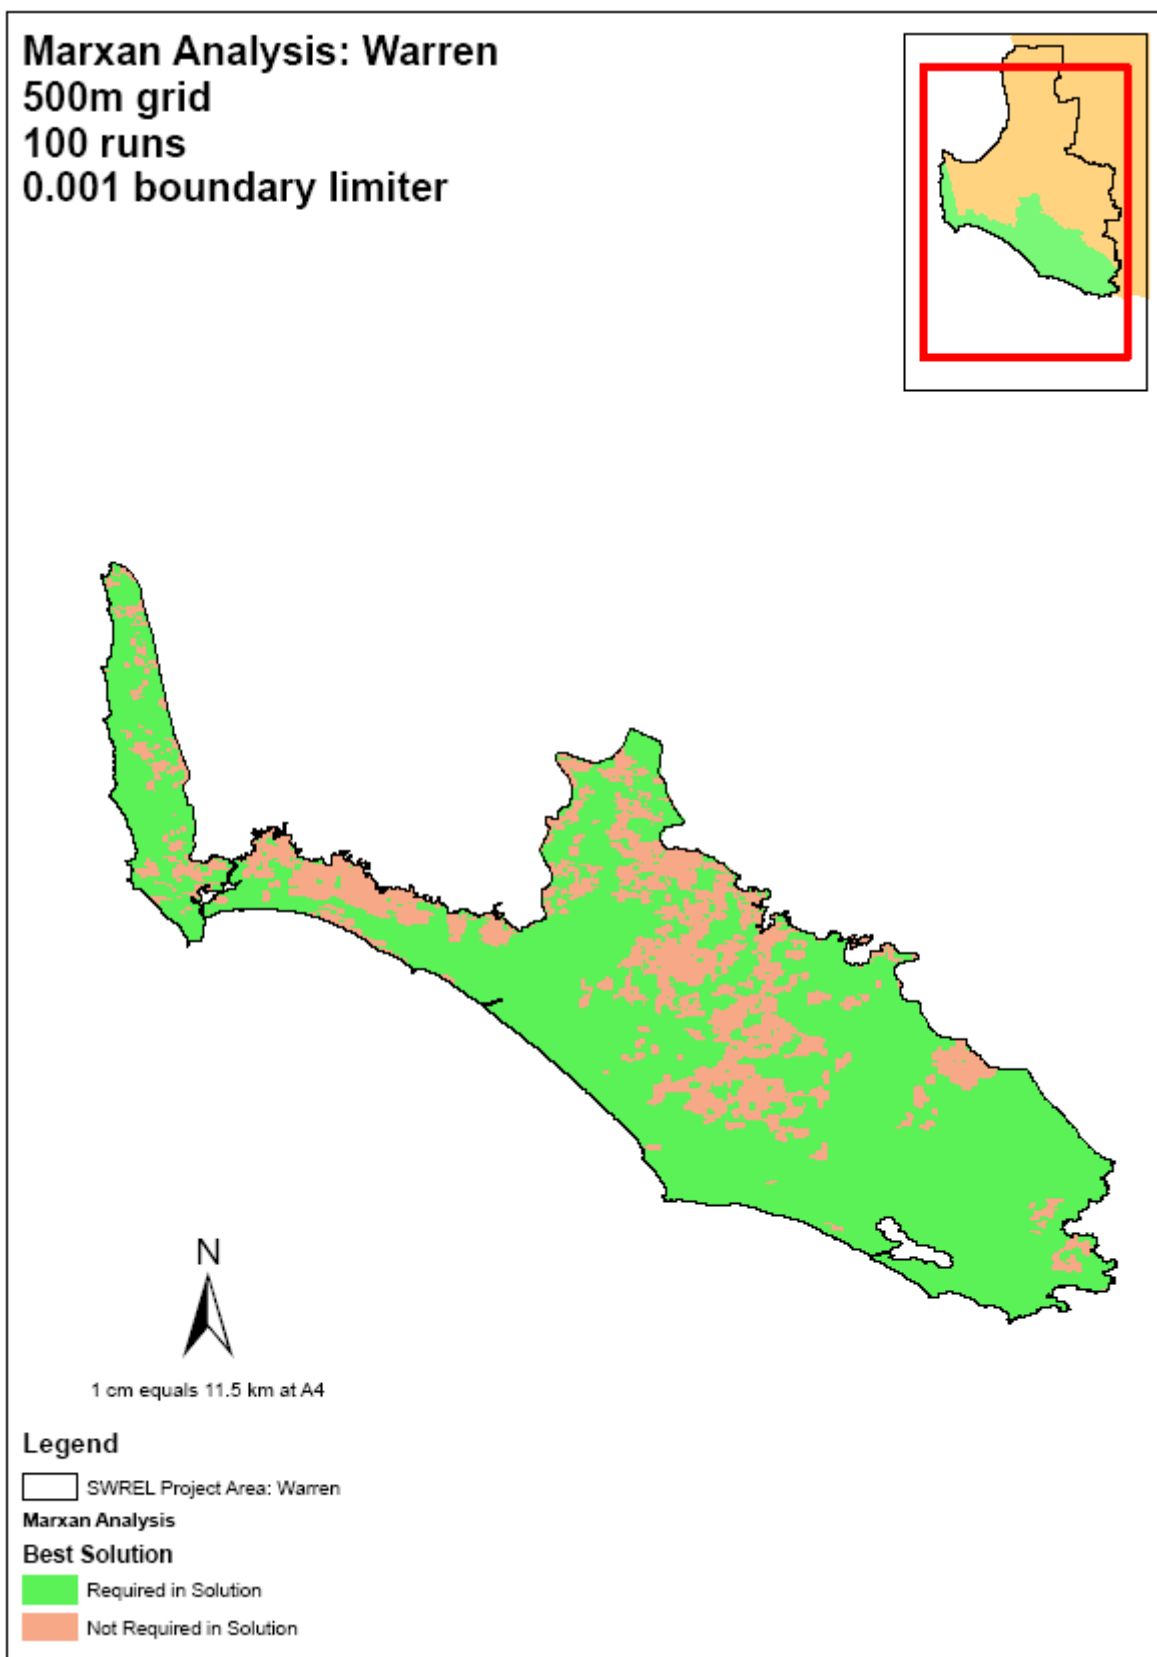 Marxan Analysis: Warren
500m grid
100 runs
0.001 boundary limiter
N
1 cm equals 11.5 km at A4
Legend
SWREL Project Area: Warren
Marxan Analysis
Best Solution
Required in Solution
Not Required in Solution